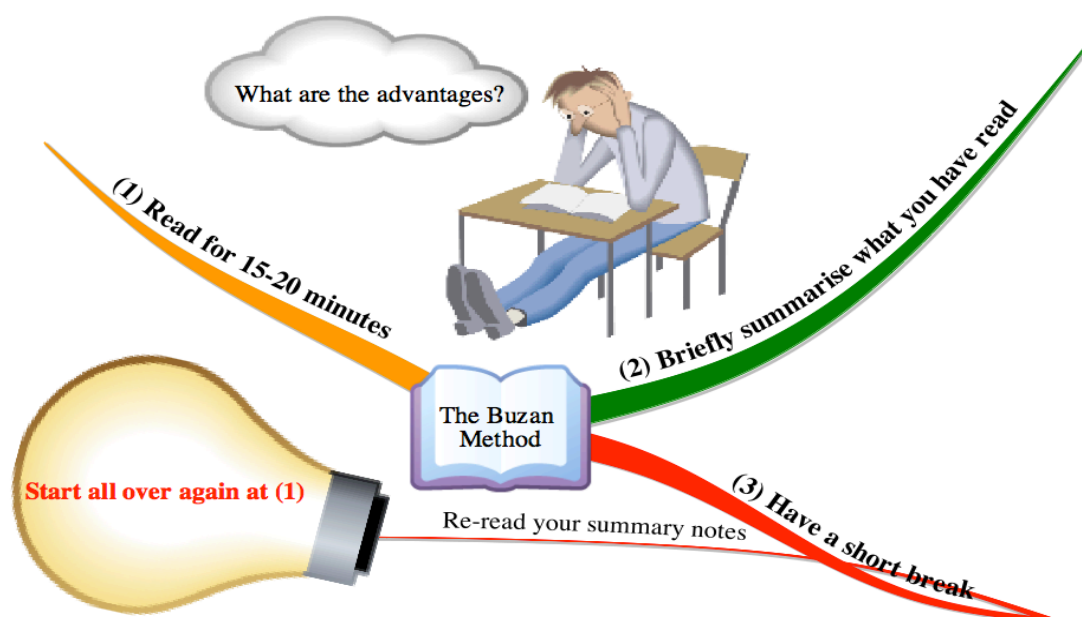 What are the advantages?
(1) Read for 15-20 minutes
(2) Briefly summarise what you have read
The Buzan
Method
(3) Have a short break
Re-read your summary notes
Start all over again at (1)